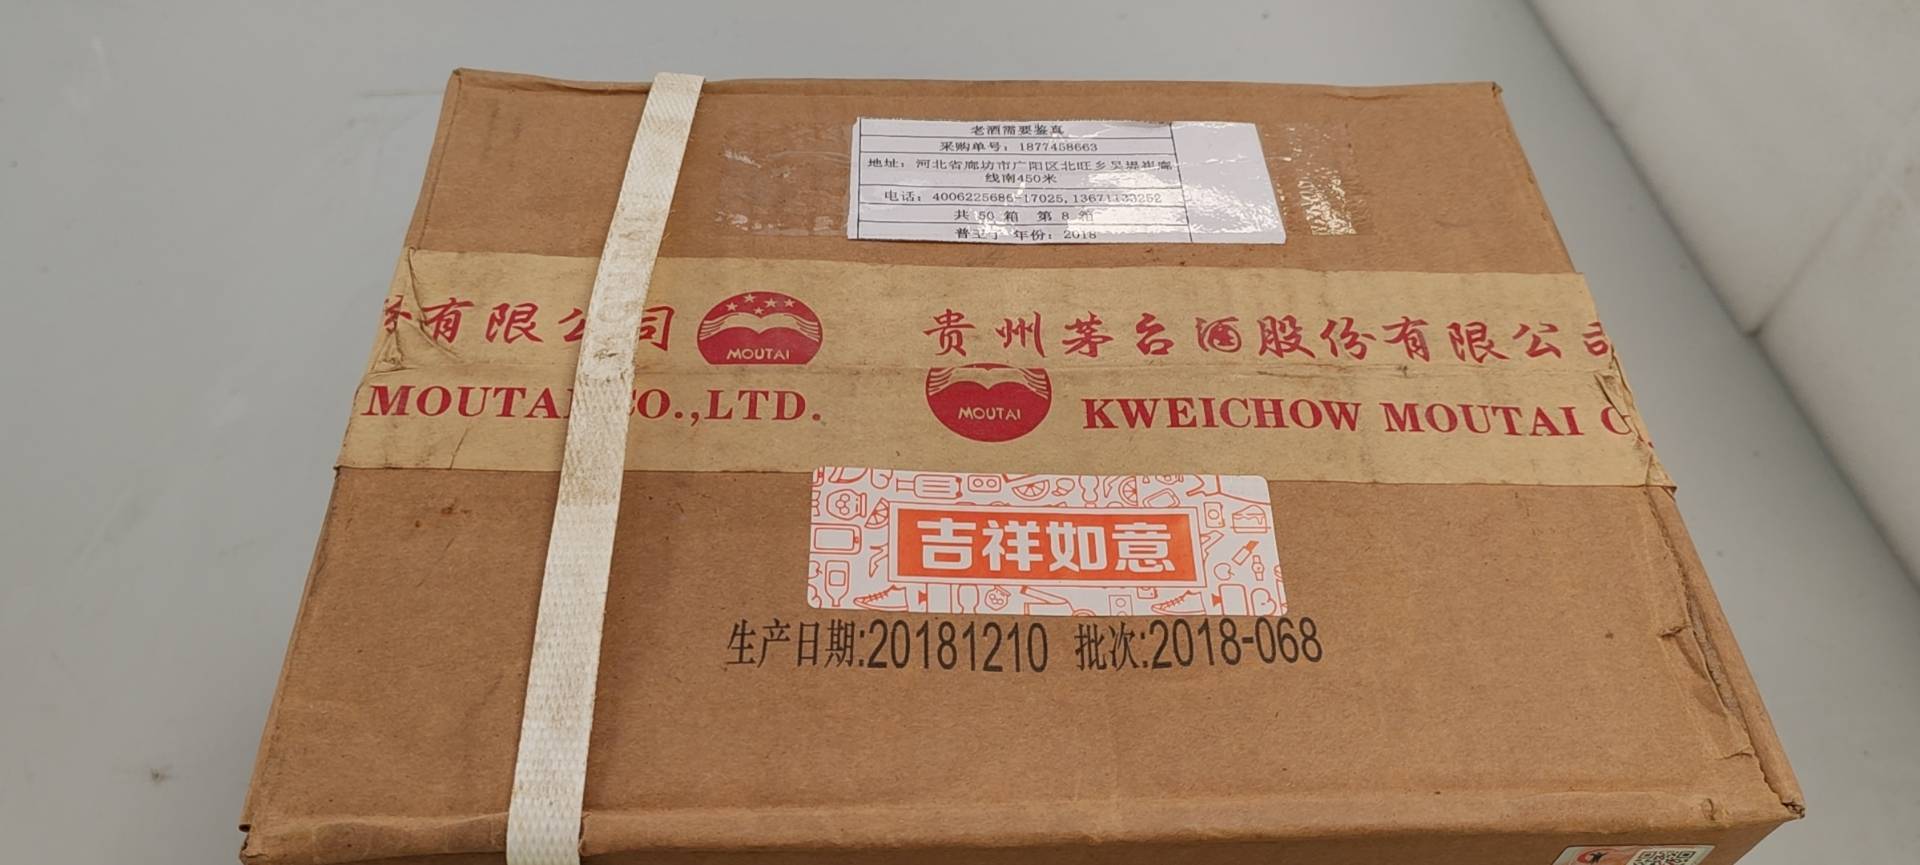 老酒需要鉴真
采购单号：1877458663
地址：河北省廊坊市广阳区北旺乡
线南450米
电话：4006225686-17025,
共 50 箱 第 8 箱
年份：2018
份有限公司 MOUTAI 贵州茅台酒股份有限公司
MOUTAI CO.,LTD. MOUTAI KWEICHOW MOUTAI C
吉祥如意
生产日期:20181210 批次:2018-068